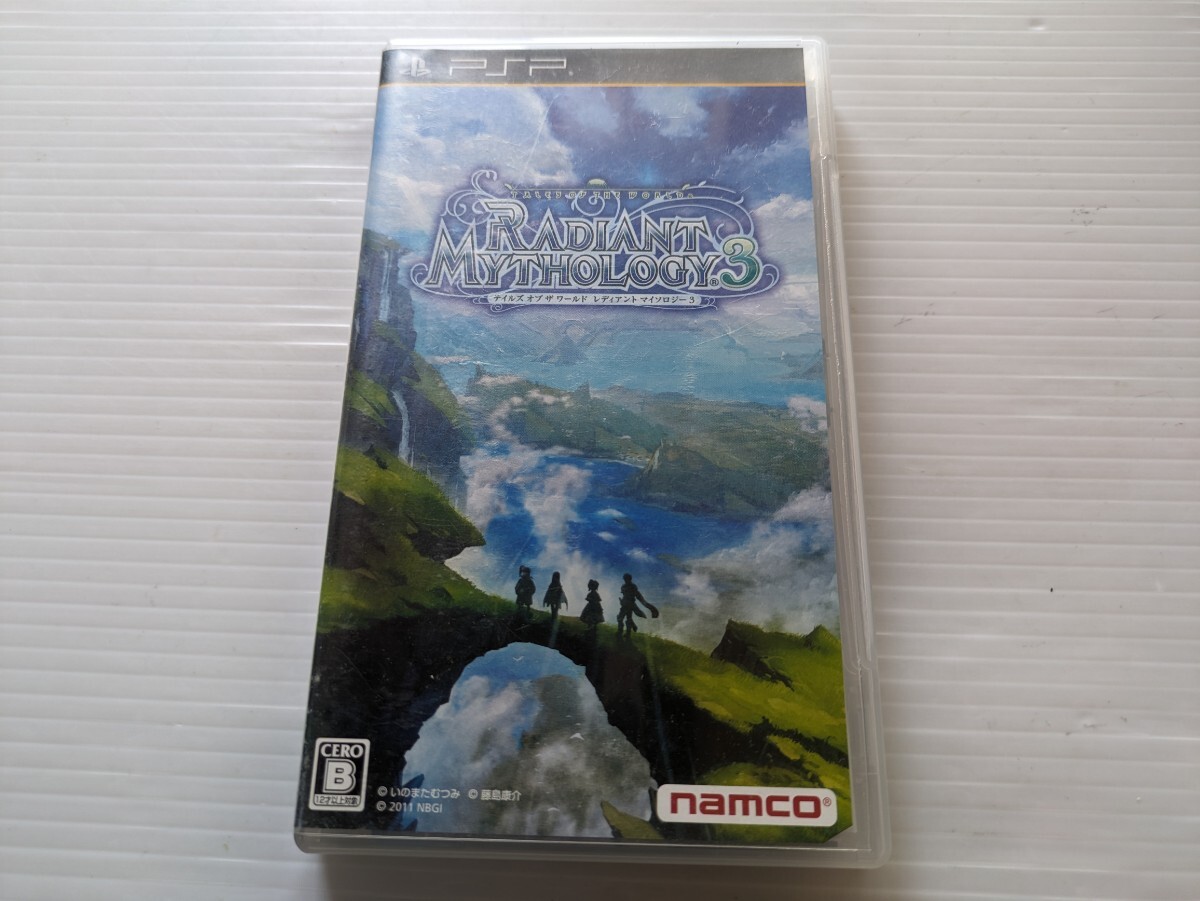 PSP
TALES OF THE WORLD
RADIANT
MYTHOLOGY® 3
テイルズ オブ ザ ワールド レディアント マイソロジー 3
CERO
B
12才以上対象
© いのまたむつみ © 藤島康介
© 2011 NBGI
namco®